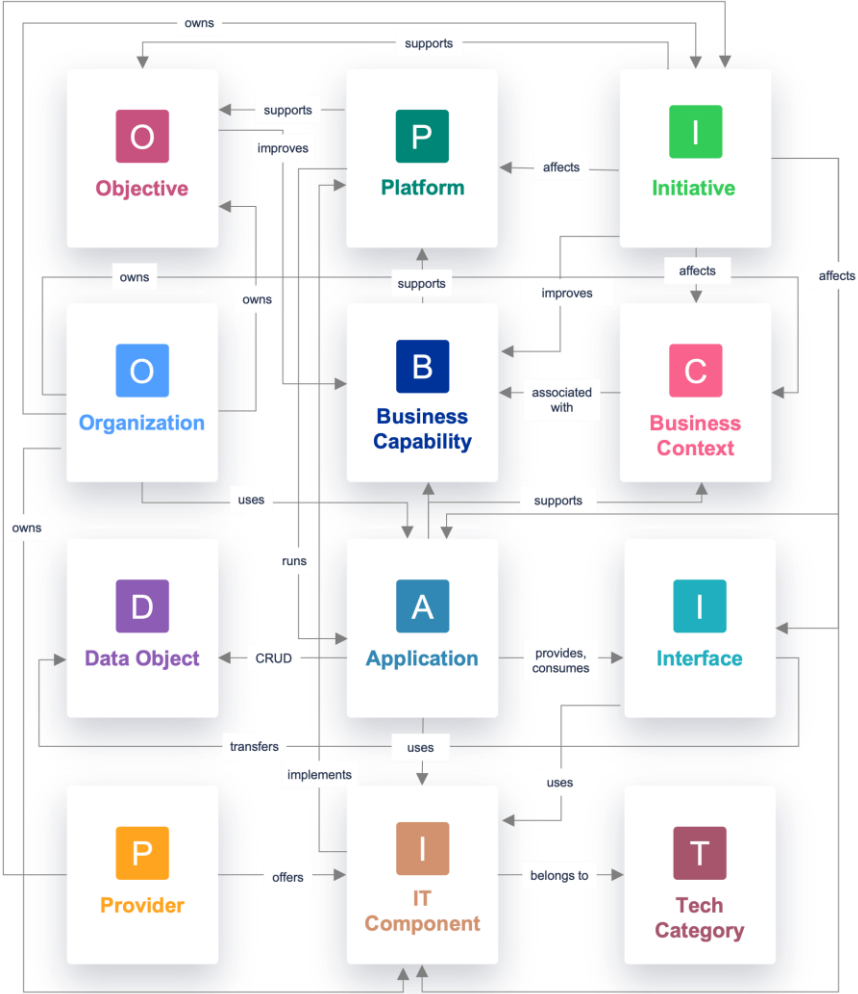 owns
supports
O
Objective
supports
improves
P
Platform
affects
I
Initiative
owns
owns
supports
improves
affects
affects
O
Organization
B
Business
Capability
associated
with
C
Business
Context
owns
uses
supports
runs
D
Data Object
CRUD
A
Application
provides,
consumes
I
Interface
transfers
uses
implements
uses
P
Provider
offers
I
IT
Component
belongs to
T
Tech
Category